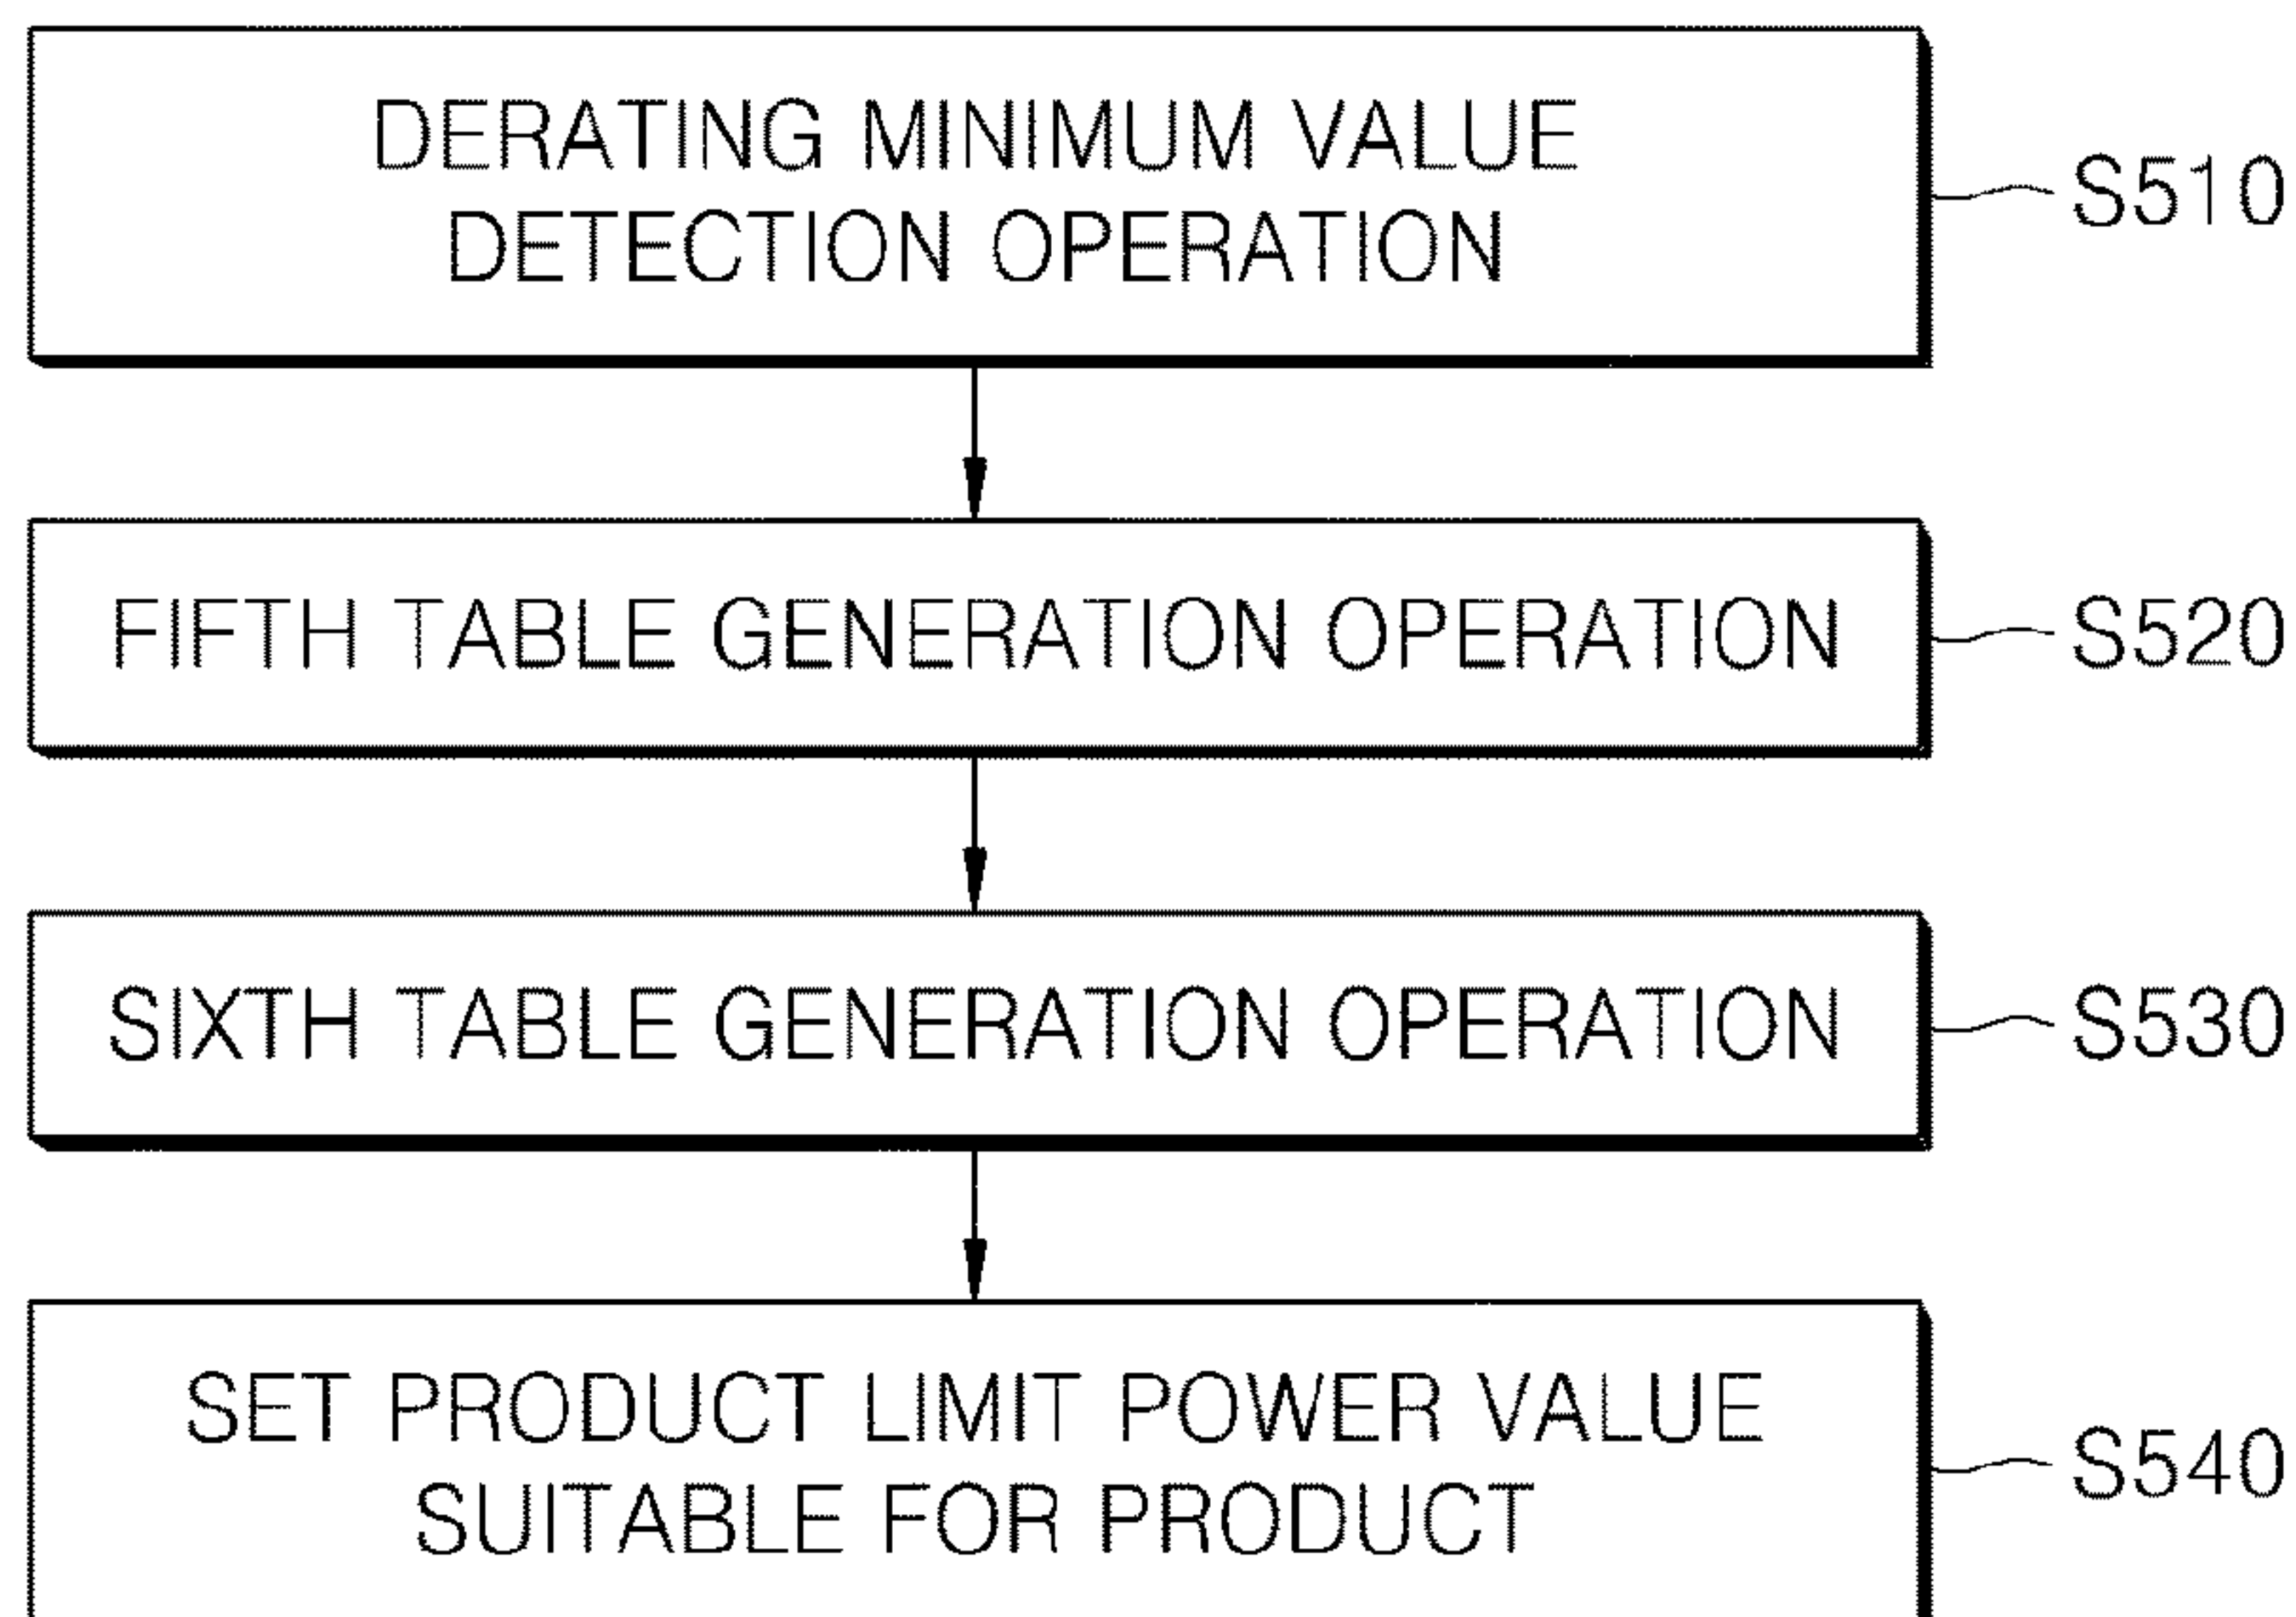 DERATING MINIMUM VALUE
DETECTION OPERATION
S510
FIFTH TABLE GENERATION OPERATION
S520
SIXTH TABLE GENERATION OPERATION
S530
SET PRODUCT LIMIT POWER VALUE
SUITABLE FOR PRODUCT
S540